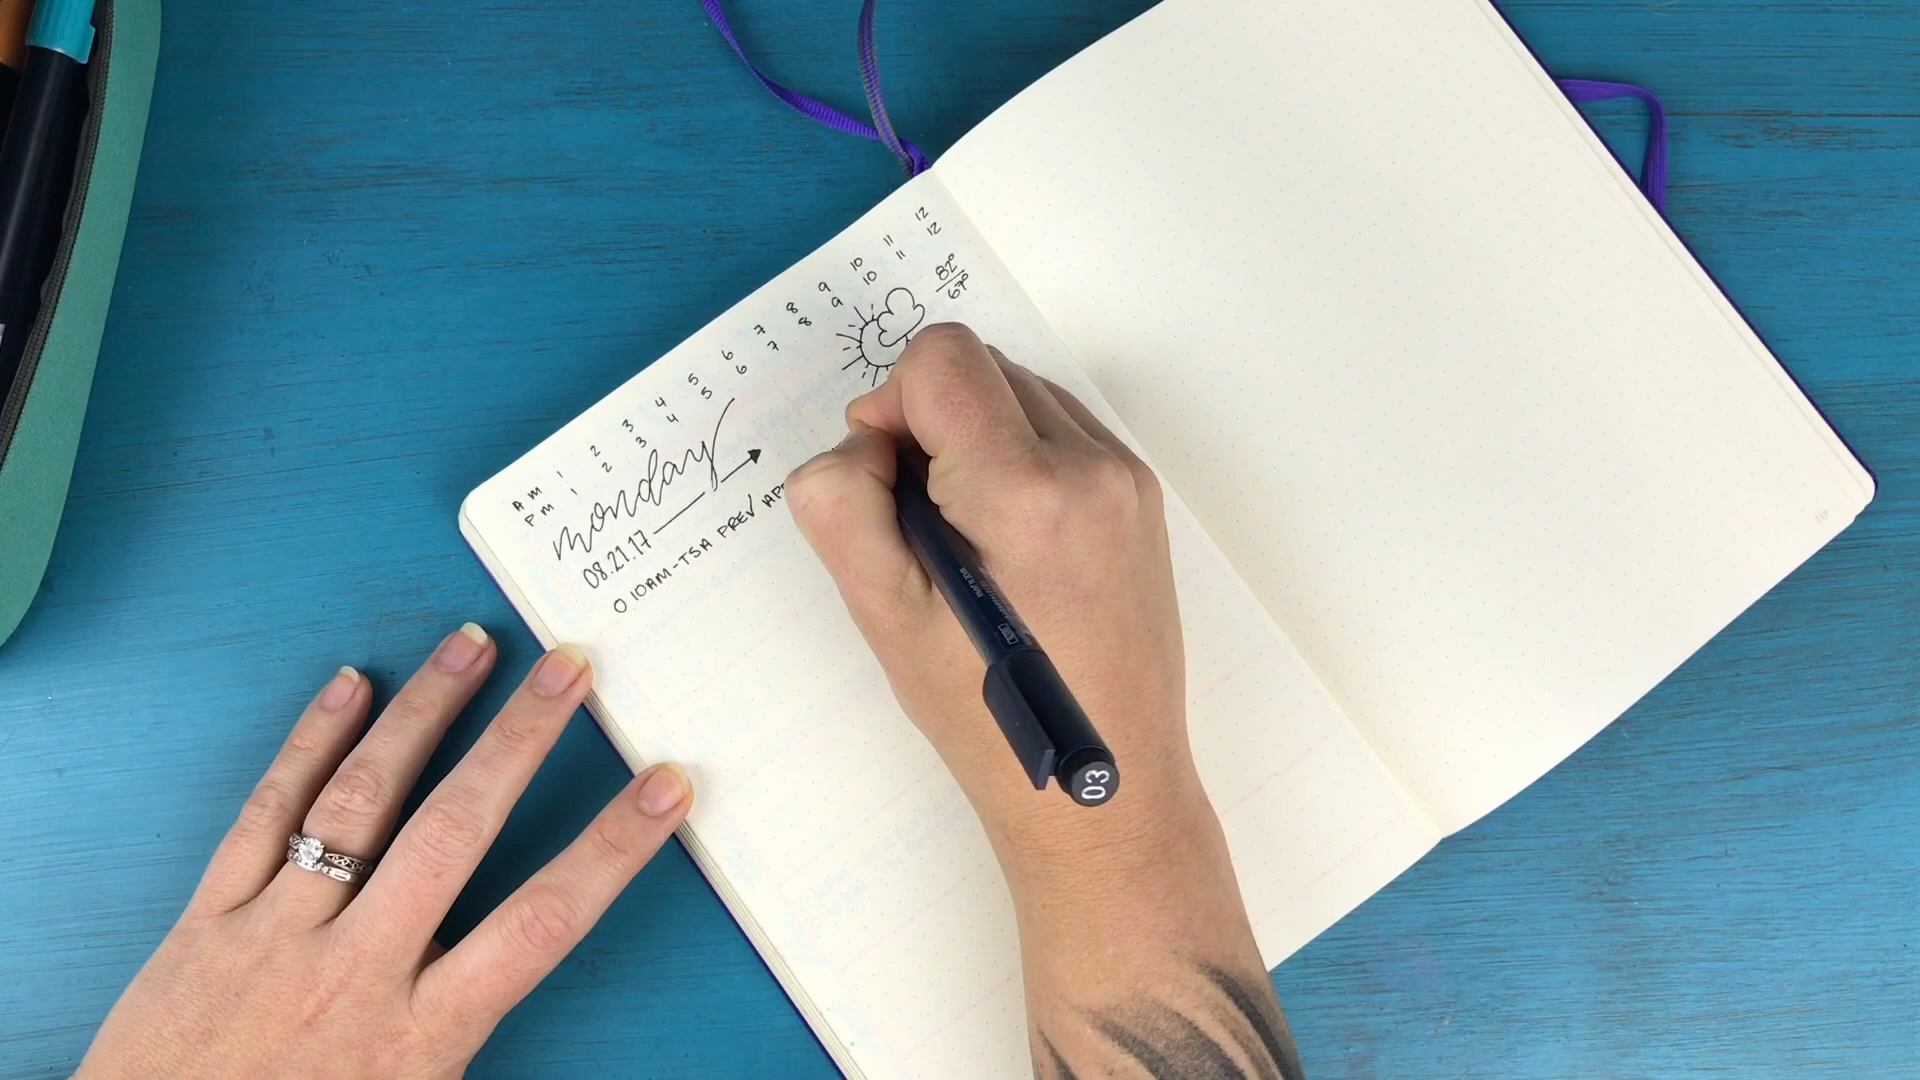 AM 1 2 3 4 5 6 7 8 9 10 11 12
PM 1 2 3 4 5 6 7 8 9 10 11 12
monday
82°
67°
08.21.17
10AM-TSA PREV
03